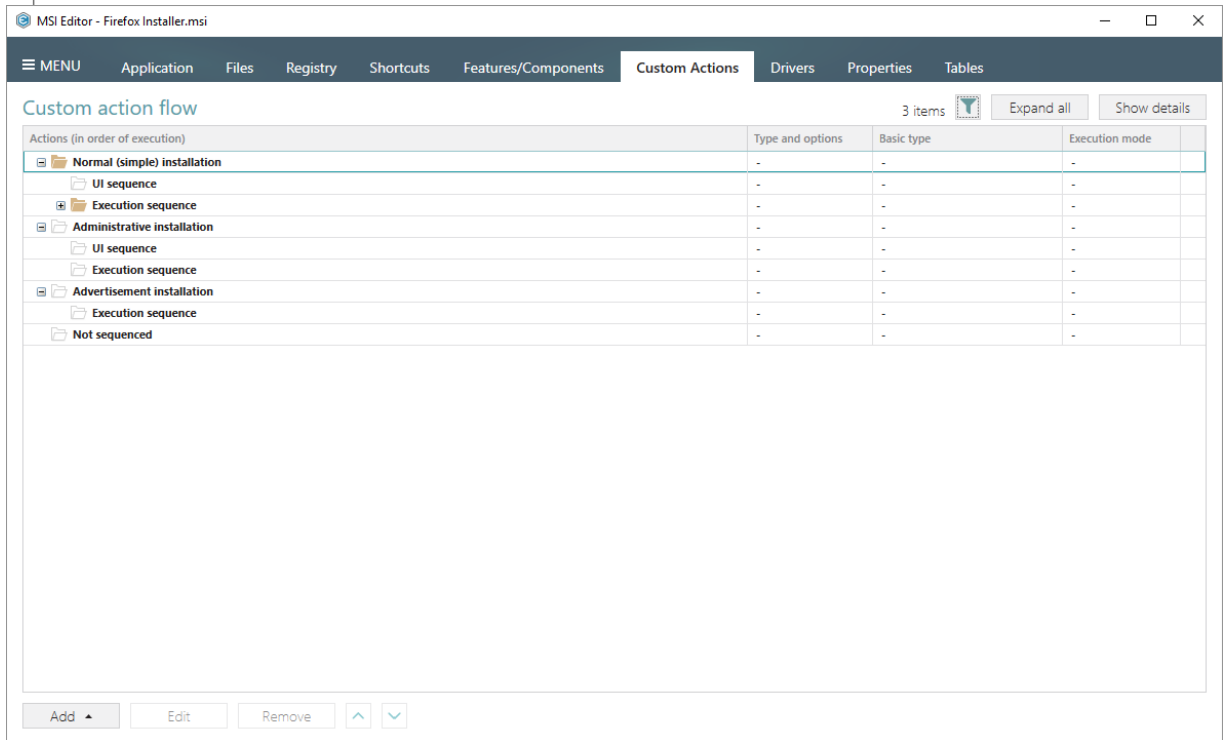 MSI Editor - Firefox Installer.msi
MENU Application Files Registry Shortcuts Features/Components Custom Actions Drivers Properties Tables
Custom action flow 3 items Expand all Show details
Actions (in order of execution) Type and options Basic type Execution mode
Normal (simple) installation - - -
UI sequence - - -
Execution sequence - - -
Administrative installation - - -
UI sequence - - -
Execution sequence - - -
Advertisement installation - - -
Execution sequence - - -
Not sequenced - - -
Add Edit Remove